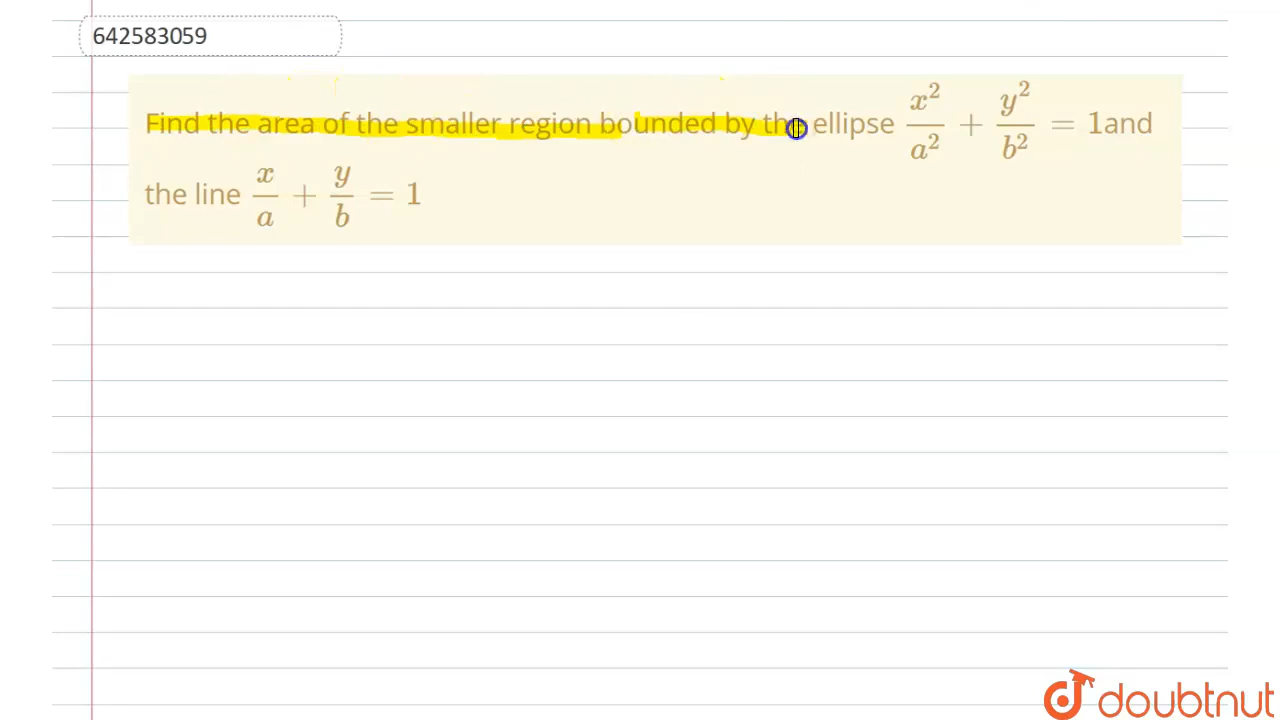 642583059
Find the area of the smaller region bounded by the ellipse x²/a² + y²/b² = 1and
the line x/a + y/b = 1
doubtnut